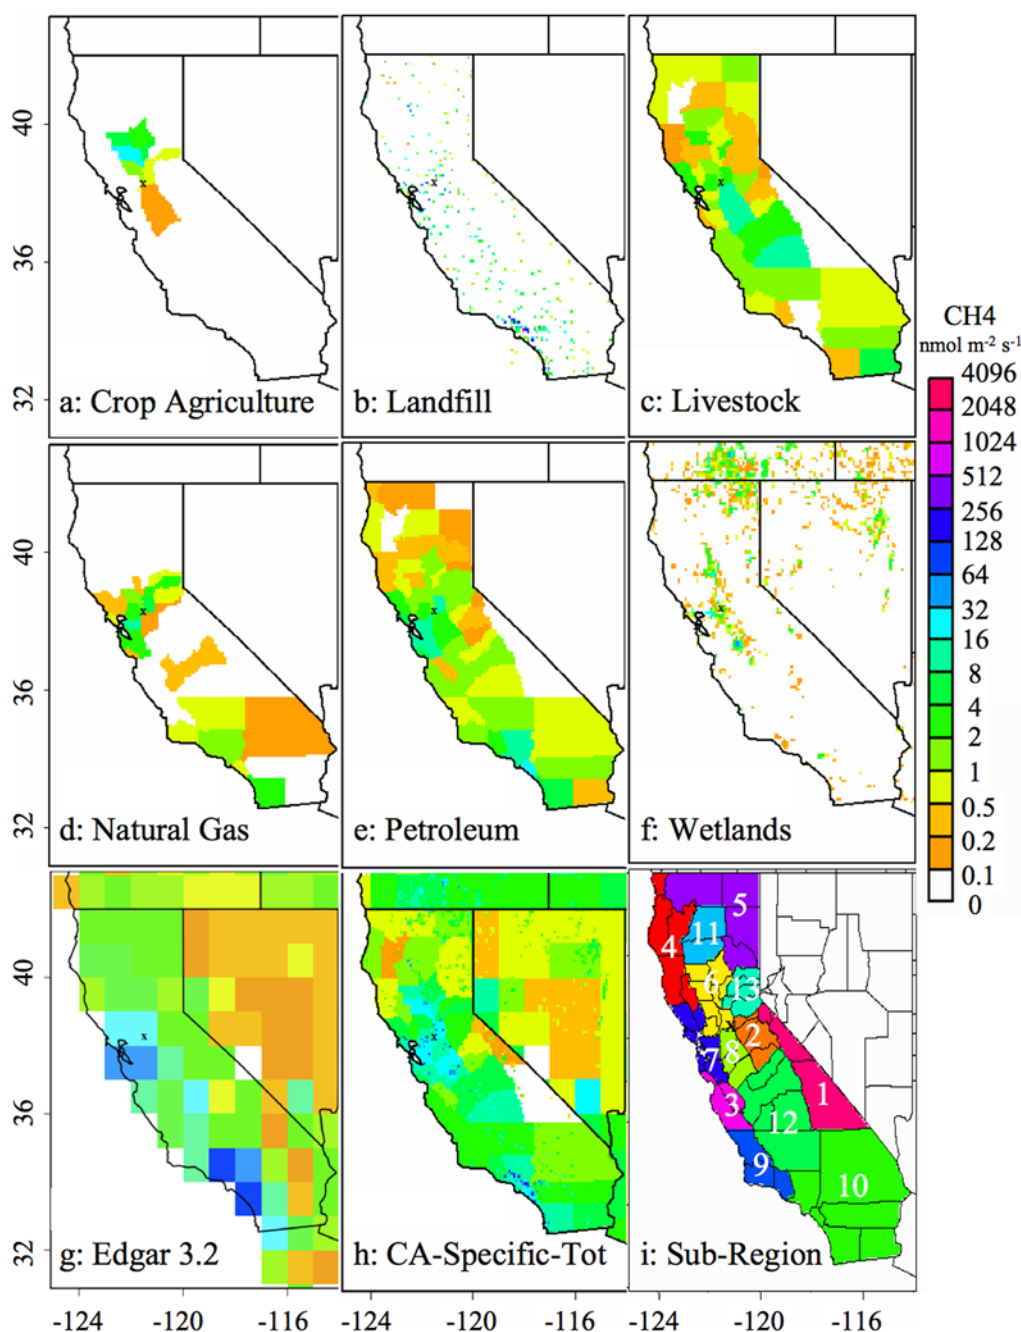 40
36
32
x
a: Crop Agriculture
x
b: Landfill
x
c: Livestock
40
36
32
x
d: Natural Gas
x
e: Petroleum
x
f: Wetlands
CH4
nmol m⁻² s⁻¹
4096
2048
1024
512
256
128
64
32
16
8
4
2
1
0.5
0.2
0.1
0
40
36
32
x
g: Edgar 3.2
x
h: CA-Specific-Tot
5
4
11
6
13
x
2
8
7
1
3
12
9
10
i: Sub-Region
-124 -120 -116
-124 -120 -116
-124 -120 -116